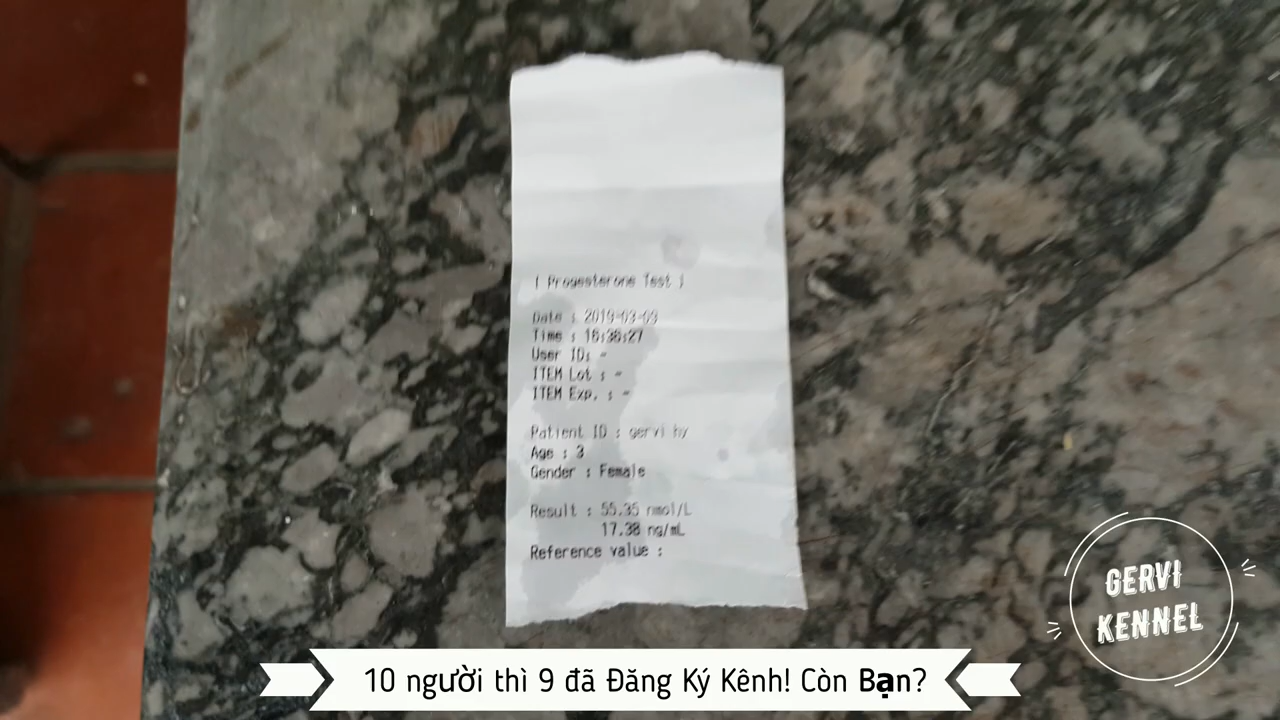 ( Progesterone Test )
Date : 2019-03-09
Time : 16:36:27
User ID: -
ITEM Lot : -
ITEM Exp. : -
Patient ID : gervi hy
Age : 3
Gender : Female
Result : 55.35 nmol/L
17.38 ng/mL
Reference value :
GERVI
KENNEL
10 người thì 9 đã Đăng Ký Kênh! Còn Bạn?